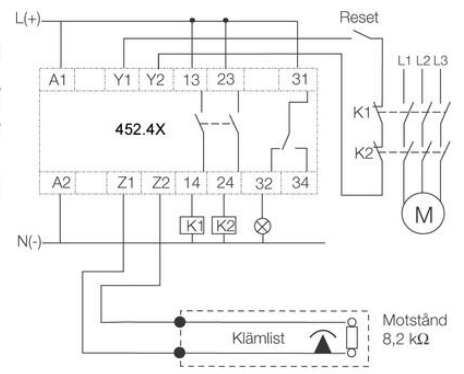 L(+)
Reset
L1 L2 L3
A1 Y1 Y2 13 23 31
K1
452.4X
K2
A2 Z1 Z2 14 24 32 34
K1 K2
M
N(-)
Klämlist
Motstånd
8,2 kΩ